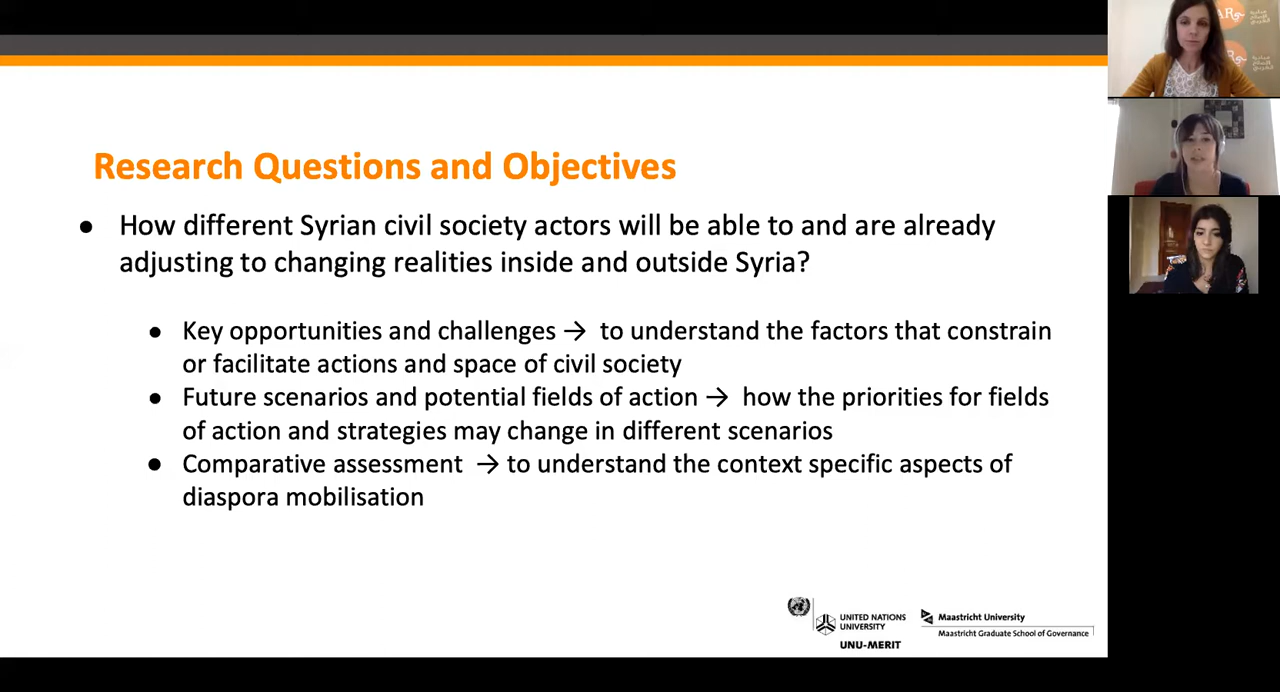 Research Questions and Objectives
● How different Syrian civil society actors will be able to and are already
adjusting to changing realities inside and outside Syria?
● Key opportunities and challenges → to understand the factors that constrain
or facilitate actions and space of civil society
● Future scenarios and potential fields of action → how the priorities for fields
of action and strategies may change in different scenarios
● Comparative assessment → to understand the context specific aspects of
diaspora mobilisation
UNITED NATIONS
UNIVERSITY
UNU-MERIT
Maastricht University
Maastricht Graduate School of Governance